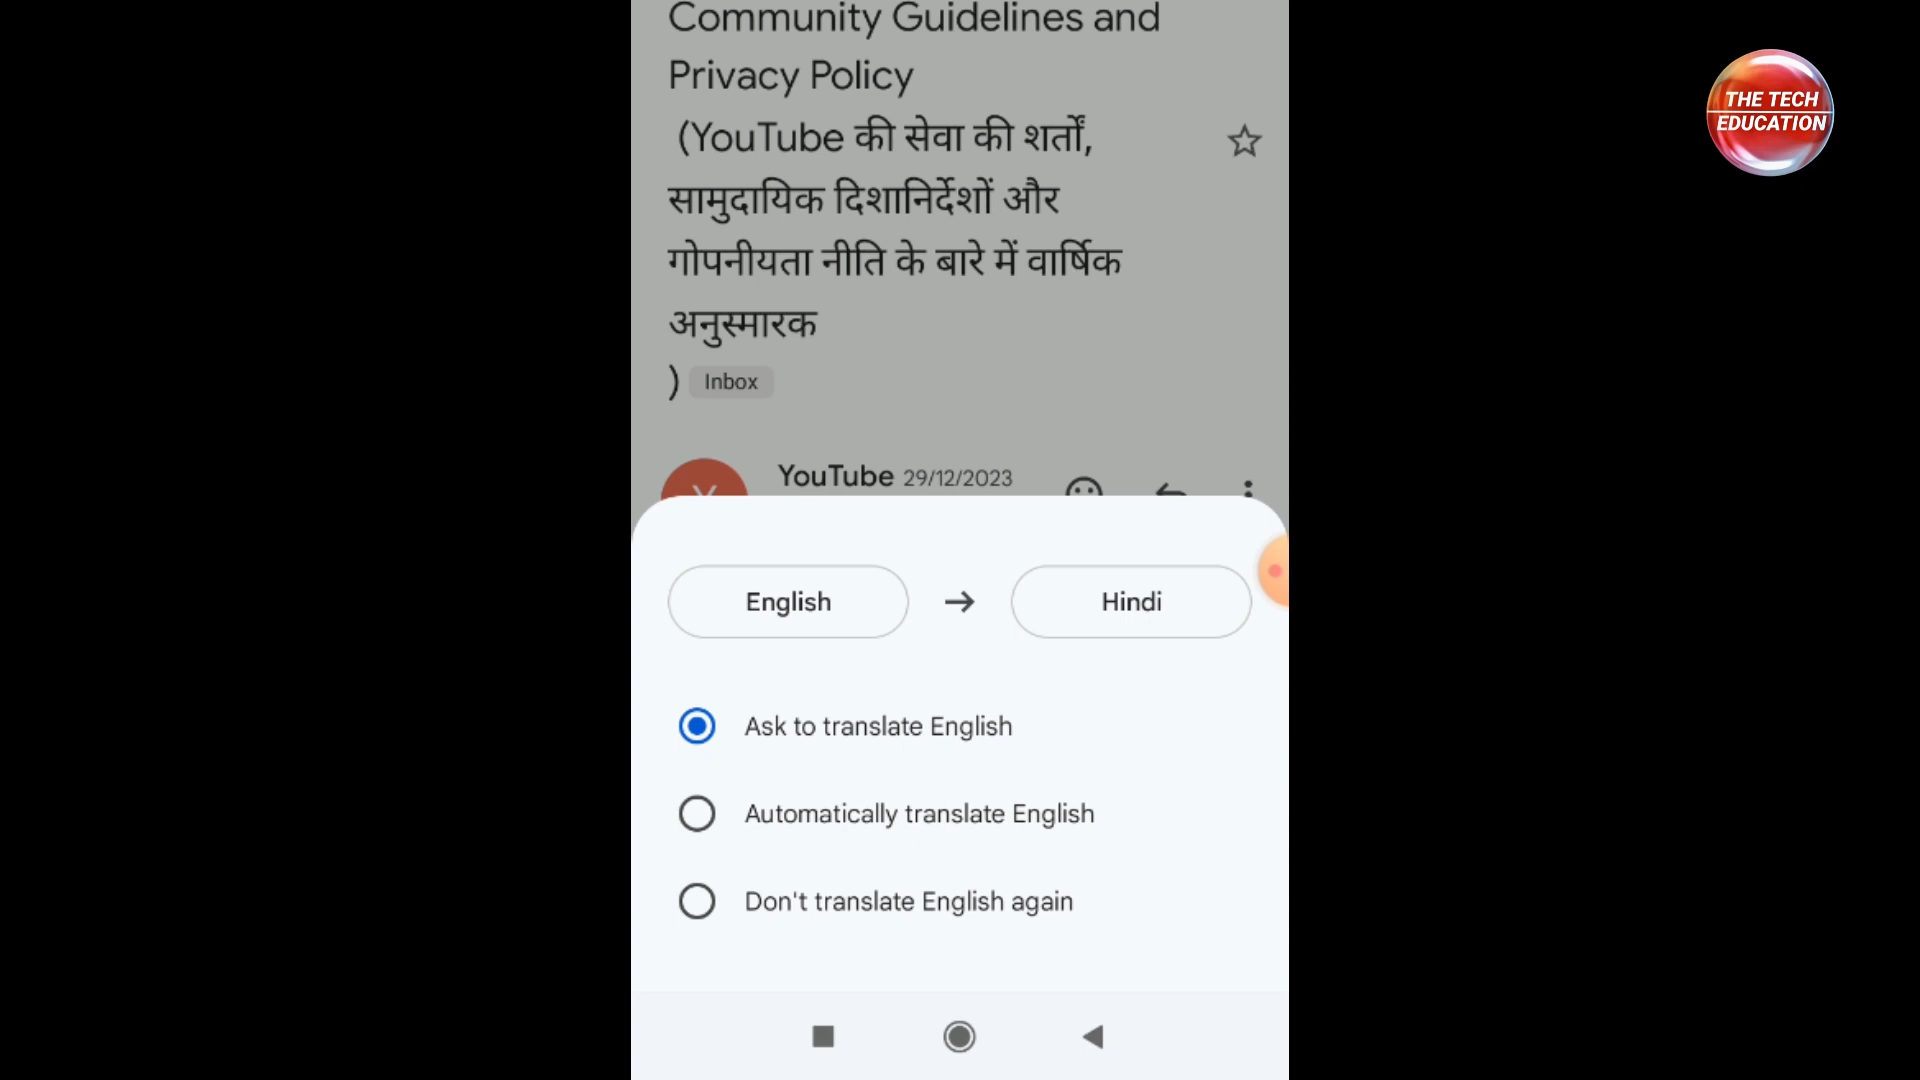 Community Guidelines and
Privacy Policy
(YouTube की सेवा की शर्तों,
सामुदायिक दिशानिर्देशों और
गोपनीयता नीति के बारे में वार्षिक
अनुस्मारक
) Inbox
YouTube 29/12/2023
English → Hindi
Ask to translate English
Automatically translate English
Don't translate English again
THE TECH
EDUCATION